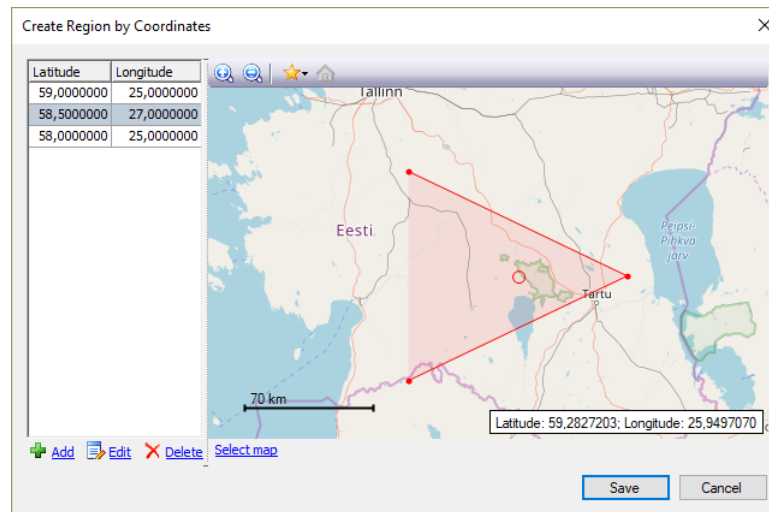 Create Region by Coordinates
Latitude Longitude
59,0000000 25,0000000
58,5000000 27,0000000
58,0000000 25,0000000
Tallinn
Eesti
Peipsi-
Pihkva
järv
Tartu
70 km
Latitude: 59,2827203; Longitude: 25,9497070
Add Edit Delete Select map
Save Cancel